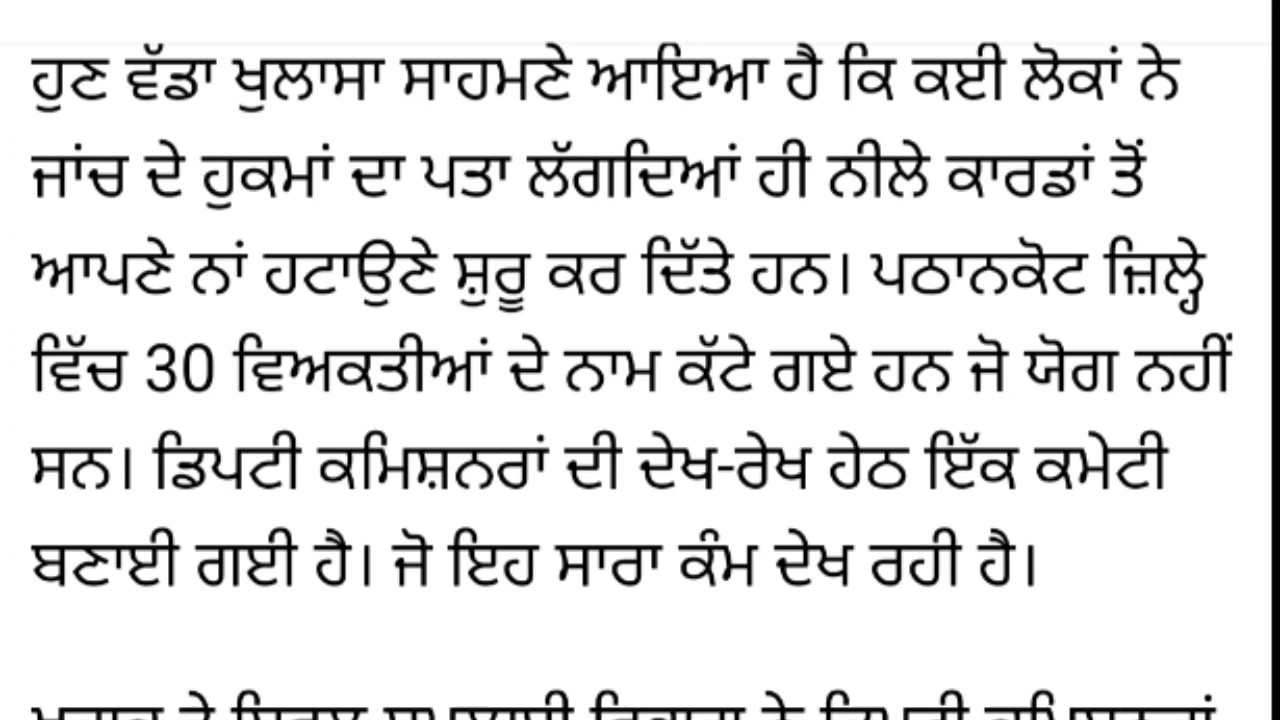 ਹੁਣ ਵੱਡਾ ਖੁਲਾਸਾ ਸਾਹਮਣੇ ਆਇਆ ਹੈ ਕਿ ਕਈ ਲੋਕਾਂ ਨੇ
ਜਾਂਚ ਦੇ ਹੁਕਮਾਂ ਦਾ ਪਤਾ ਲੱਗਦਿਆਂ ਹੀ ਨੀਲੇ ਕਾਰਡਾਂ ਤੋਂ
ਆਪਣੇ ਨਾਂ ਹਟਾਉਣੇ ਸ਼ੁਰੂ ਕਰ ਦਿੱਤੇ ਹਨ। ਪਠਾਨਕੋਟ ਜ਼ਿਲ੍ਹੇ
ਵਿੱਚ 30 ਵਿਅਕਤੀਆਂ ਦੇ ਨਾਮ ਕੱਟੇ ਗਏ ਹਨ ਜੋ ਯੋਗ ਨਹੀਂ
ਸਨ। ਡਿਪਟੀ ਕਮਿਸ਼ਨਰਾਂ ਦੀ ਦੇਖ-ਰੇਖ ਹੇਠ ਇੱਕ ਕਮੇਟੀ
ਬਣਾਈ ਗਈ ਹੈ। ਜੋ ਇਹ ਸਾਰਾ ਕੰਮ ਦੇਖ ਰਹੀ ਹੈ।